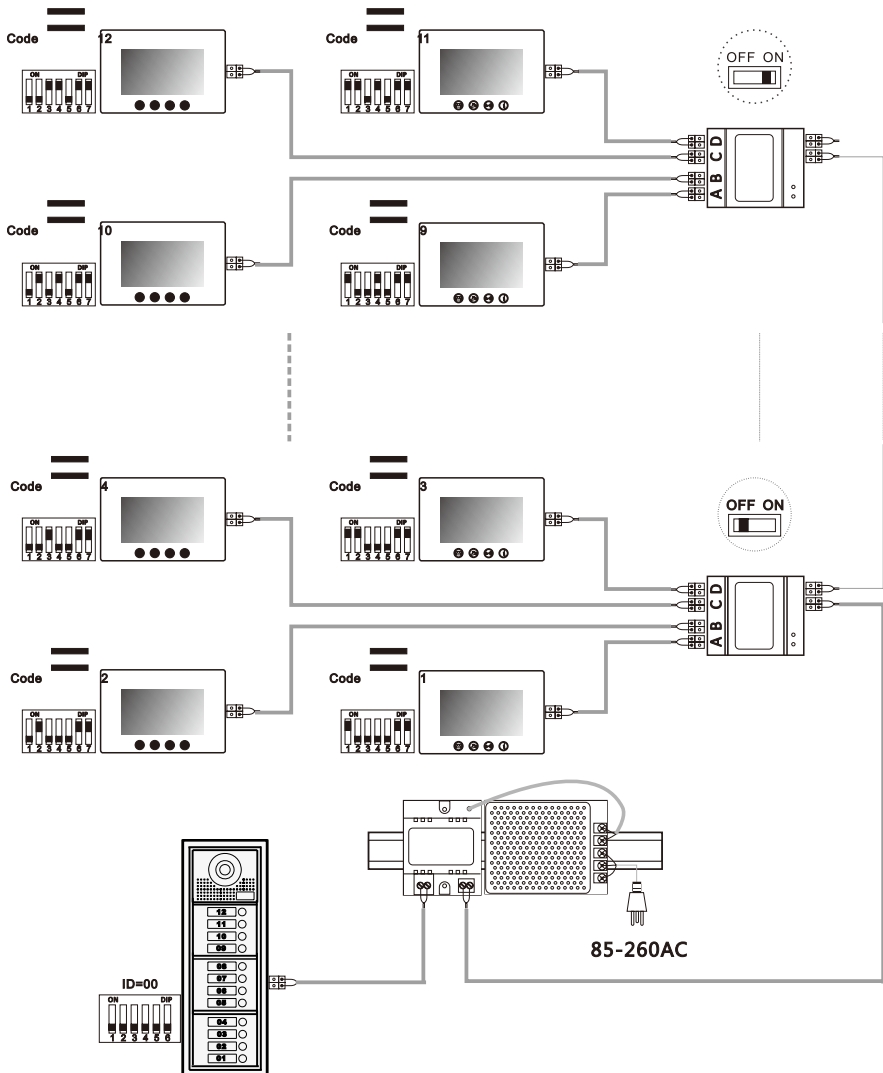 Code
12
ON DIP
1 2 3 4 5 6 7
Code
11
ON DIP
1 2 3 4 5 6 7
OFF ON
A B C D
Code
10
ON DIP
1 2 3 4 5 6 7
Code
9
ON DIP
1 2 3 4 5 6 7
Code
4
ON DIP
1 2 3 4 5 6 7
Code
3
ON DIP
1 2 3 4 5 6 7
OFF ON
A B C D
Code
2
ON DIP
1 2 3 4 5 6 7
Code
1
ON DIP
1 2 3 4 5 6 7
85-260AC
12
11
10
09
08
07
06
05
04
03
02
01
ID=00
ON DIP
1 2 3 4 5 6